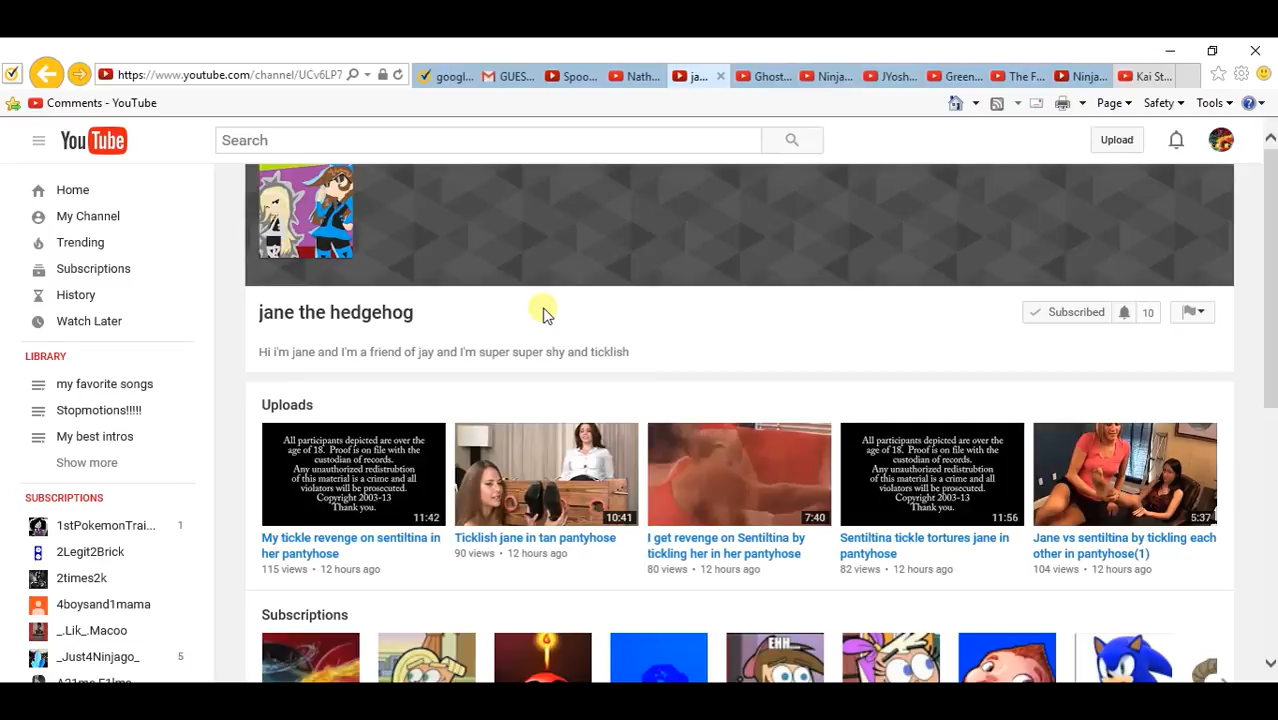 https://www.youtube.com/channel/UCv6LP7
googl...
GUES...
Spoo...
Nath...
ja...
Ghost...
Ninja...
JYosh...
Green...
The F...
Ninja...
Kai St...
Comments - YouTube
Page
Safety
Tools
YouTube
Search
Upload
Home
My Channel
Trending
Subscriptions
History
Watch Later
LIBRARY
my favorite songs
Stopmotions!!!!!
My best intros
Show more
SUBSCRIPTIONS
1stPokemonTrai...
1
2Legit2Brick
2times2k
4boysand1mama
_.Lik_.Macoo
_Just4Ninjago_
5
jane the hedgehog
Subscribed
10
Hi i'm jane and I'm a friend of jay and I'm super super shy and ticklish
Uploads
All participants depicted are over the
age of 18. Proof is on file with the
custodian of records.
Any unauthorized redistrubtion
of this material is a crime and all
violators will be prosecuted.
Copyright 2003-13
Thank you.
11:42
My tickle revenge on sentiltina in
her pantyhose
115 views • 12 hours ago
10:41
Ticklish jane in tan pantyhose
90 views • 12 hours ago
7:40
I get revenge on Sentiltina by
tickling her in her pantyhose
80 views • 12 hours ago
All participants depicted are over the
age of 18. Proof is on file with the
custodian of records.
Any unauthorized redistrubtion
of this material is a crime and all
violators will be prosecuted.
Copyright 2003-13
Thank you.
11:56
Sentiltina tickle tortures jane in
pantyhose
82 views • 12 hours ago
5:37
Jane vs sentiltina by tickling each
other in pantyhose(1)
104 views • 12 hours ago
Subscriptions
EHH...